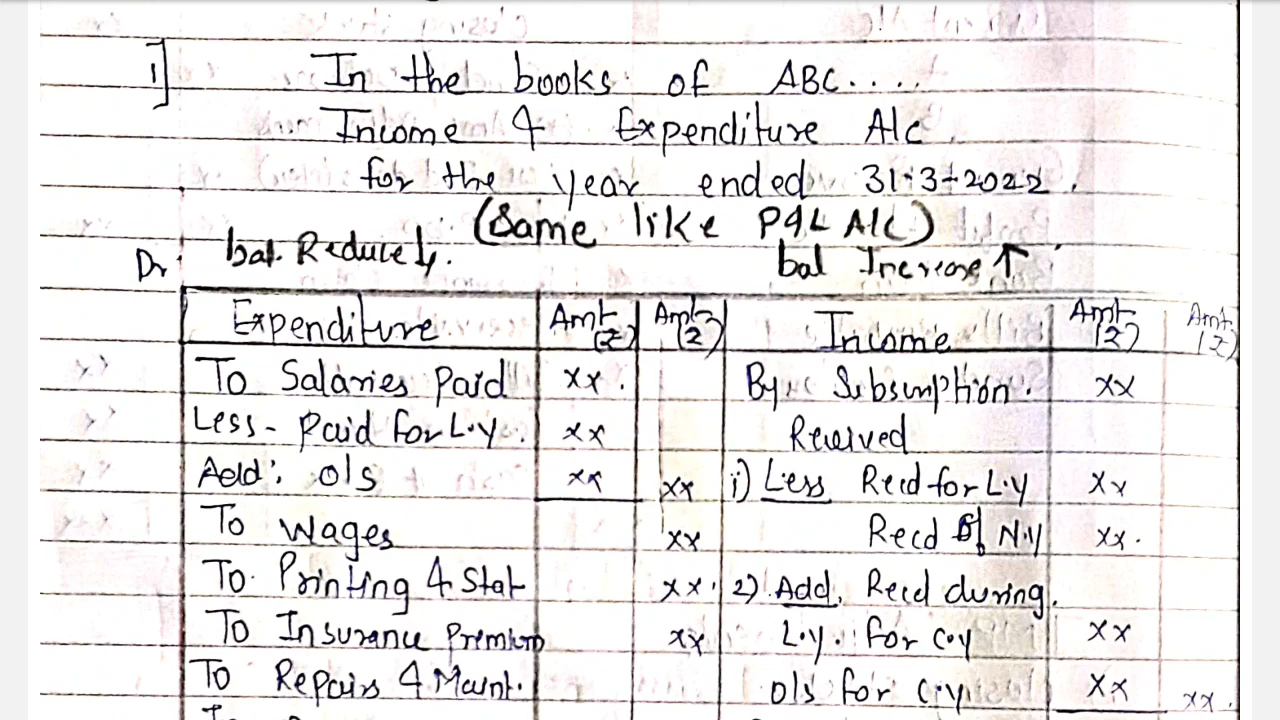 1] In the books of ABC....
Income & Expenditure A/c
for the year ended 31-3-2022.
(Same like P&L A/c)
Dr. bal. Reduce ↓. bal Increase ↑
Expenditure Amt (₹) Amt (₹) Income Amt (₹) Amt. (₹)
To Salaries Paid xx. By Subsumption. xx
Less - Paid for L.y. xx Received
Add: o/s xx xx i) Less Recd for L.y xx
To Wages xx Recd N.y xx.
To Printing & Stat xx. 2) Add. Recd during.
To Insurance Premium xx L.y. for c.y xx
To Repairs & Maint. o/s for c.y xx xx.